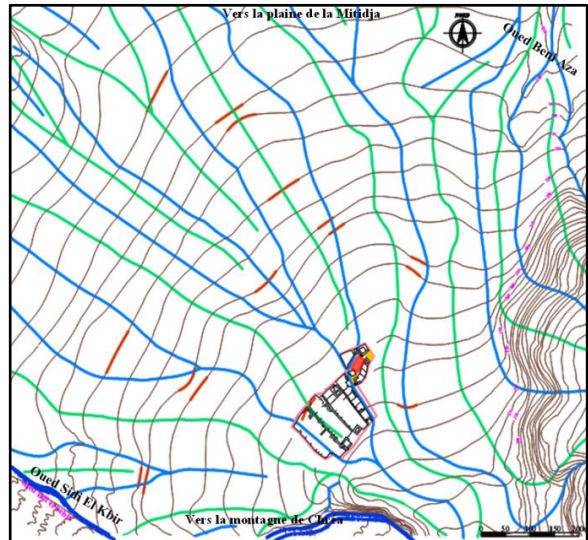 Vers la plaine de la Mitidja
Oued Beni Aza
Oued Sidi El Kbir
Vers la montagne de Chréa
0 50 100 150 200